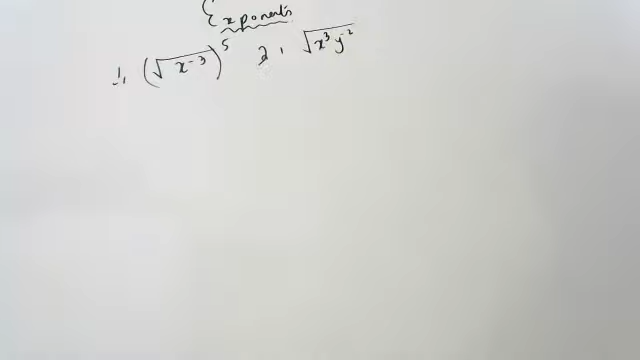 Exponents
1. (√x⁻³)⁵ 2. √x³y⁻²